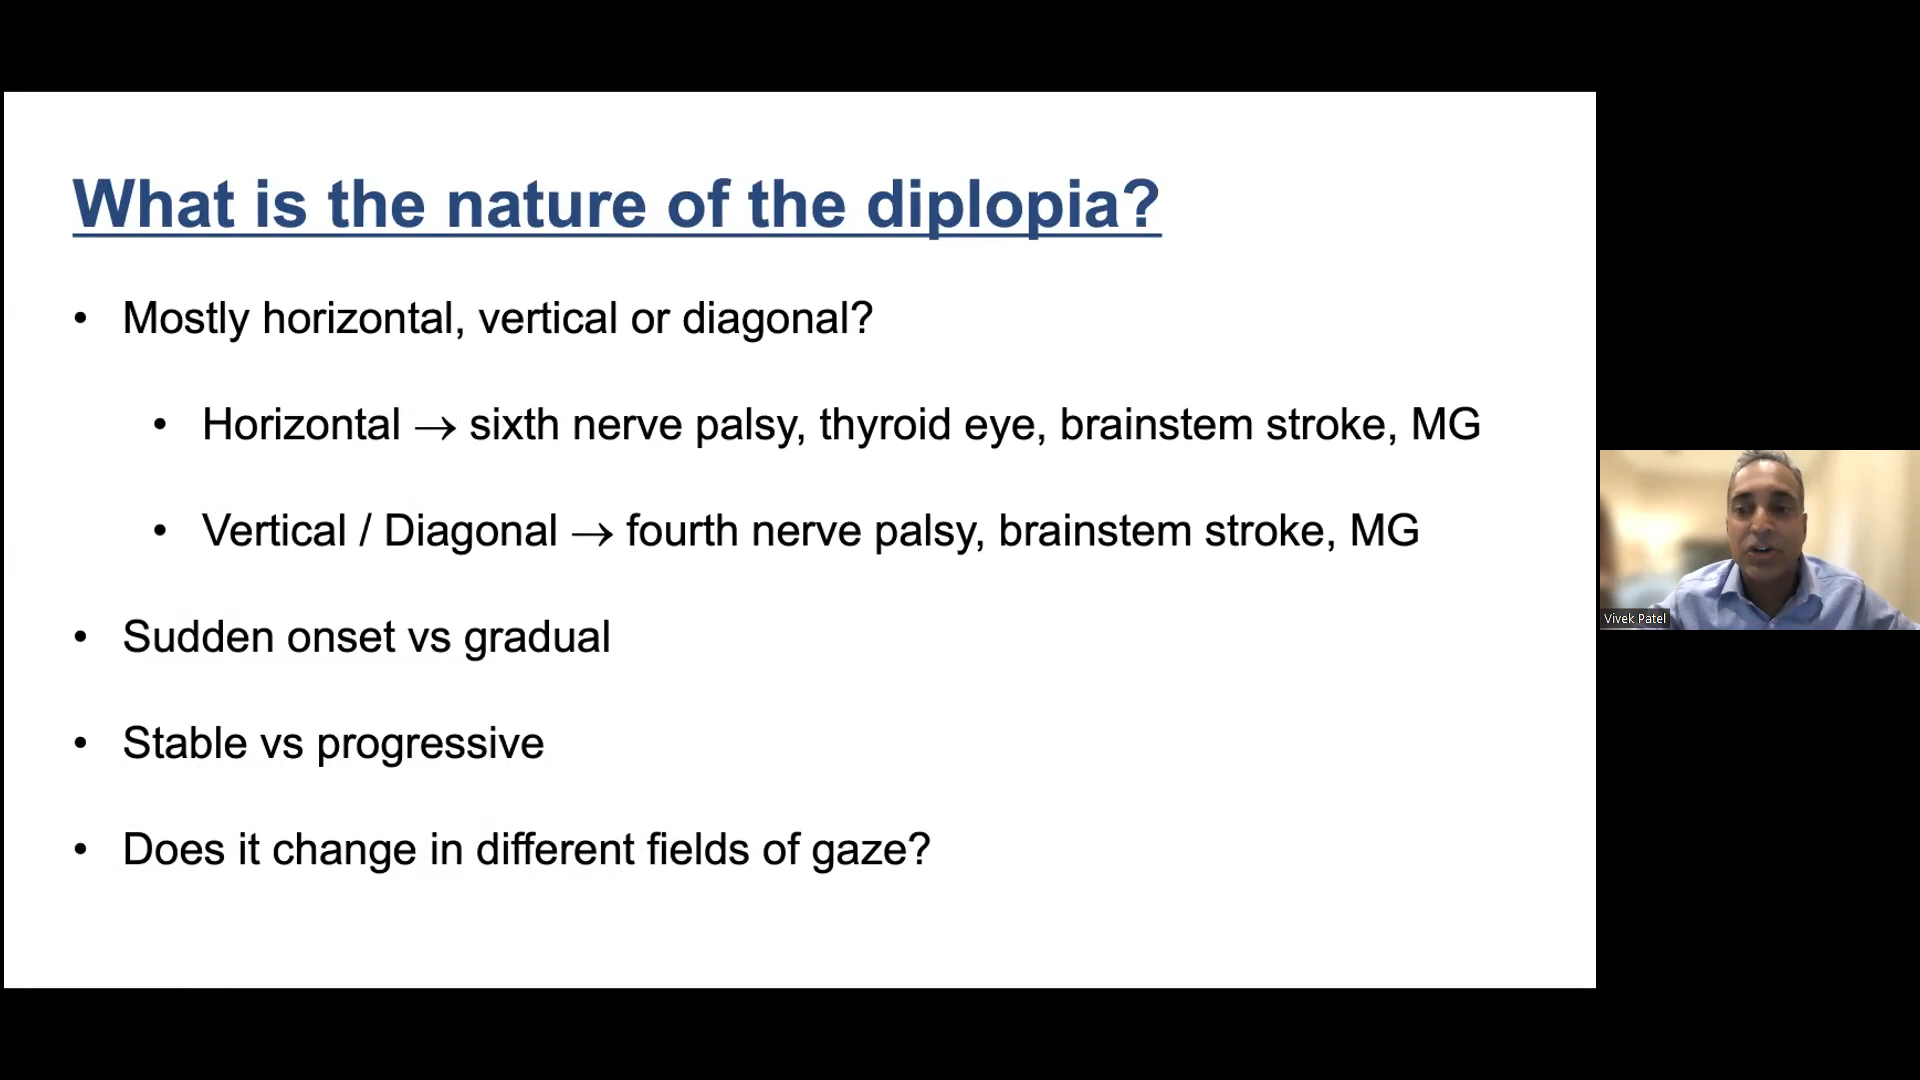 What is the nature of the diplopia?
• Mostly horizontal, vertical or diagonal?
• Horizontal → sixth nerve palsy, thyroid eye, brainstem stroke, MG
• Vertical / Diagonal → fourth nerve palsy, brainstem stroke, MG
• Sudden onset vs gradual
• Stable vs progressive
• Does it change in different fields of gaze?
Vivek Patel